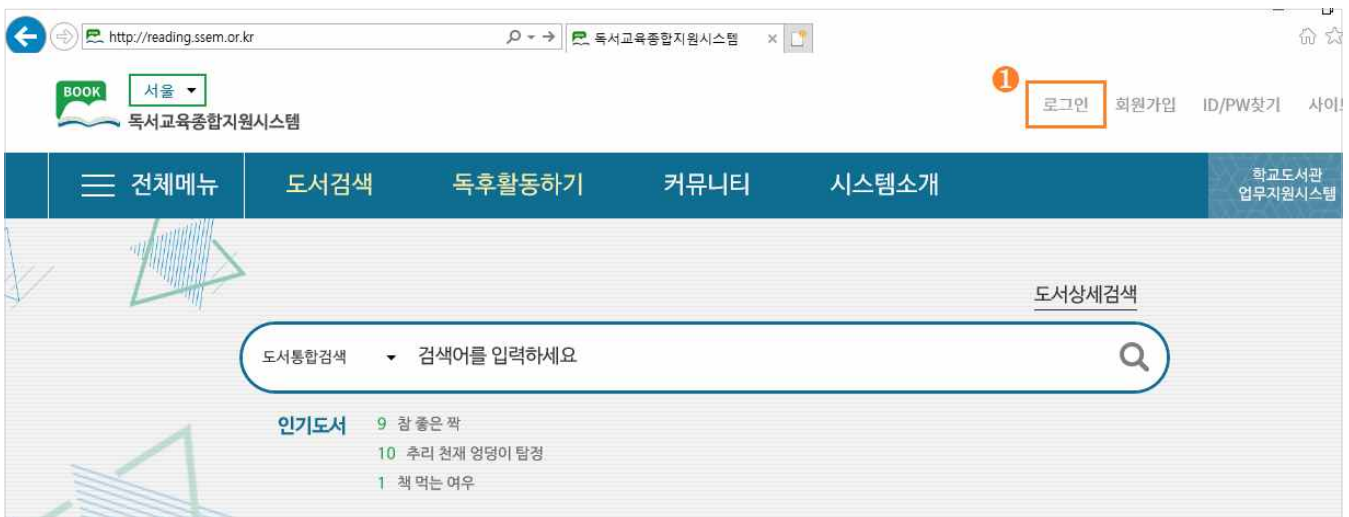 http://reading.ssem.or.kr
독서교육종합지원시스템
BOOK
서울
독서교육종합지원시스템
1
로그인 회원가입 ID/PW찾기
전체메뉴 도서검색 독후활동하기 커뮤니티 시스템소개
학교도서관
업무지원시스템
도서상세검색
도서통합검색 검색어를 입력하세요
인기도서 9 참 좋은 짝
10 추리 천재 엉덩이 탐정
1 책 먹는 여우